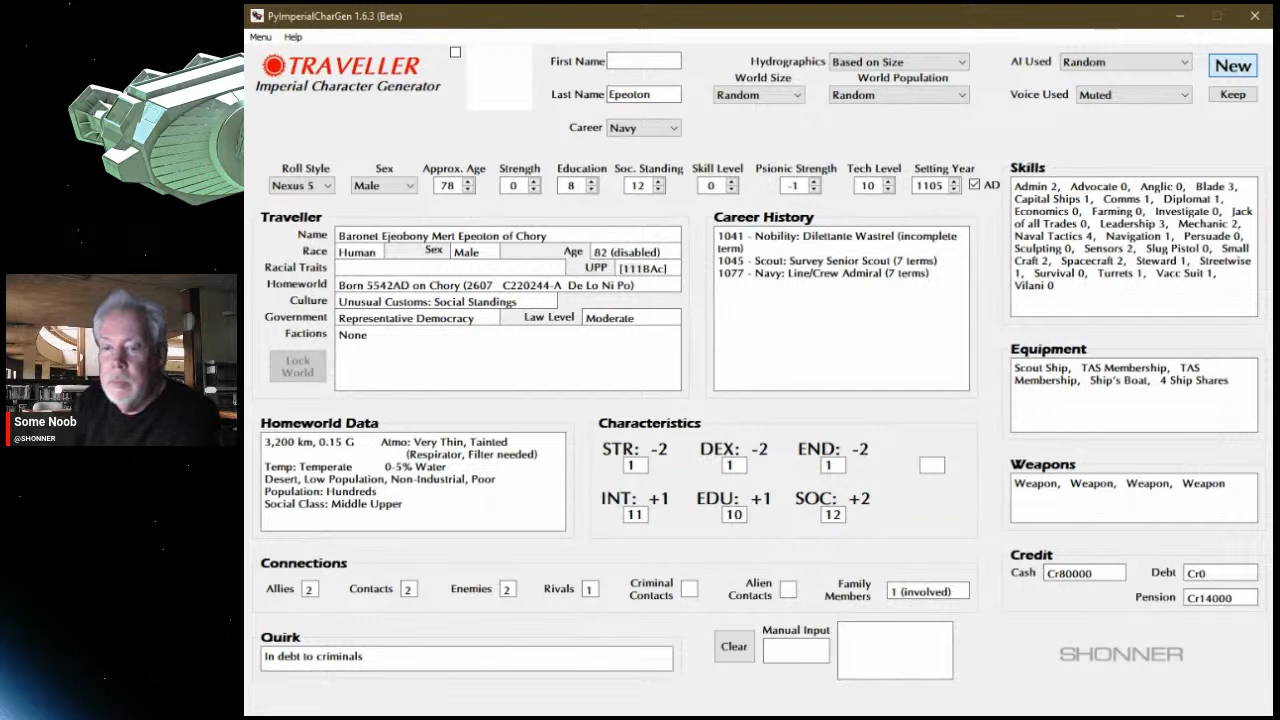 PyImperialCharGen 1.6.3 (Beta)
Menu Help
TRAVELLER
Imperial Character Generator
First Name
Last Name Epeoton
Career Navy
Hydrographics Based on Size
World Size World Population
Random Random
AI Used Random
Voice Used Muted
New
Keep
Roll Style Sex Approx. Age Strength Education Soc. Standing Skill Level Psionic Strength Tech Level Setting Year
Nexus 5 Male 78 0 8 12 0 -1 10 1105 AD
Traveller
Name Baronet Ejeobony Mert Epeoton of Chory
Race Human Sex Male Age 82 (disabled)
Racial Traits UPP [111BAc]
Homeworld Born 5542AD on Chory (2607 C220244-A De Lo Ni Po)
Culture Unusual Customs: Social Standings
Government Representative Democracy Law Level Moderate
Factions None
Lock
World
Career History
1041 - Nobility: Dilettante Wastrel (incomplete
term)
1045 - Scout: Survey Senior Scout (7 terms)
1077 - Navy: Line/Crew Admiral (7 terms)
Skills
Admin 2, Advocate 0, Anglic 0, Blade 3,
Capital Ships 1, Comms 1, Diplomat 1,
Economics 0, Farming 0, Investigate 0, Jack
of all Trades 0, Leadership 3, Mechanic 2,
Naval Tactics 4, Navigation 1, Persuade 0,
Sculpting 0, Sensors 2, Slug Pistol 0, Small
Craft 2, Spacecraft 2, Steward 1, Streetwise
1, Survival 0, Turrets 1, Vacc Suit 1,
Vilani 0
Equipment
Scout Ship, TAS Membership, TAS
Membership, Ship's Boat, 4 Ship Shares
Homeworld Data
3,200 km, 0.15 G Atmo: Very Thin, Tainted
(Respirator, Filter needed)
Temp: Temperate 0-5% Water
Desert, Low Population, Non-Industrial, Poor
Population: Hundreds
Social Class: Middle Upper
Characteristics
STR: -2 DEX: -2 END: -2
1 1 1
INT: +1 EDU: +1 SOC: +2
11 10 12
Weapons
Weapon, Weapon, Weapon, Weapon
Credit
Cash Cr80000 Debt Cr0
Pension Cr14000
Connections
Allies 2 Contacts 2 Enemies 2 Rivals 1 Criminal Contacts Alien Contacts Family Members 1 (involved)
Quirk
In debt to criminals
Clear
Manual Input
SHONNER
Some Noob
@SHONNER